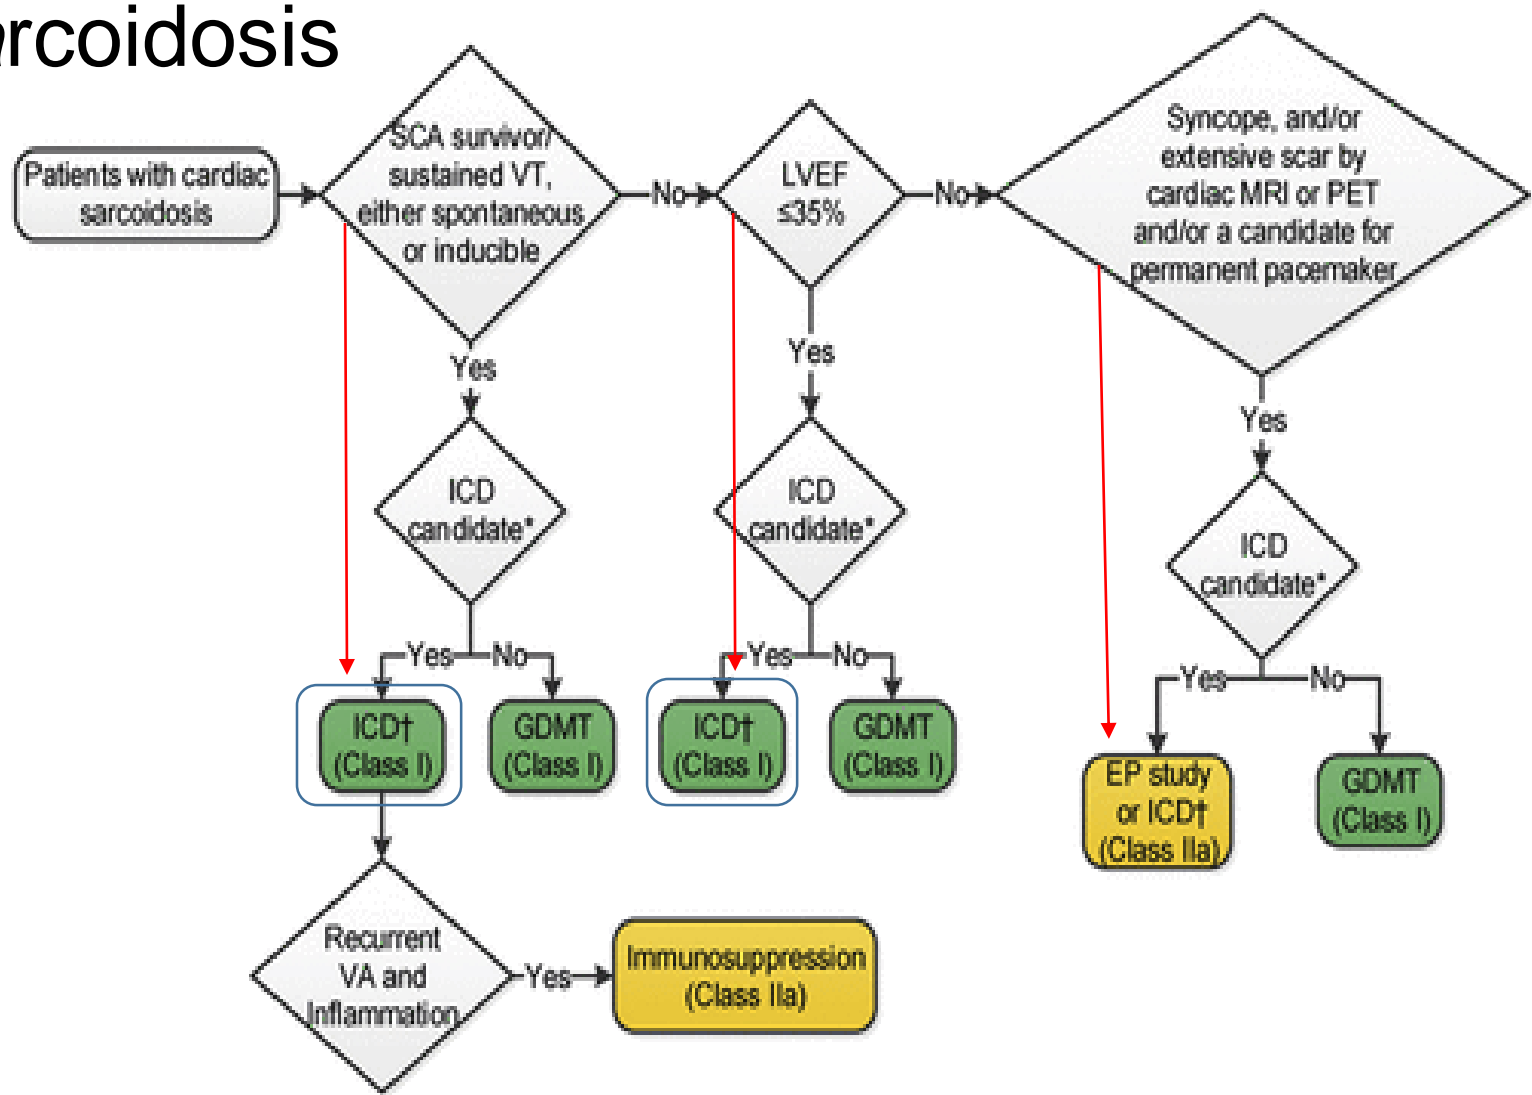 arcoidosis
Patients with cardiac
sarcoidosis
SCA survivor/
sustained VT,
either spontaneous
or inducible
No
LVEF
≤35%
No
Syncope, and/or
extensive scar by
cardiac MRI or PET
and/or a candidate for
permanent pacemaker
Yes
Yes
Yes
ICD
candidate*
ICD
candidate*
ICD
candidate*
Yes
No
Yes
No
Yes
No
ICD†
(Class I)
GDMT
(Class I)
ICD†
(Class I)
GDMT
(Class I)
EP study
or ICD†
(Class IIa)
GDMT
(Class I)
Recurrent
VA and
Inflammation
Yes
Immunosuppression
(Class IIa)